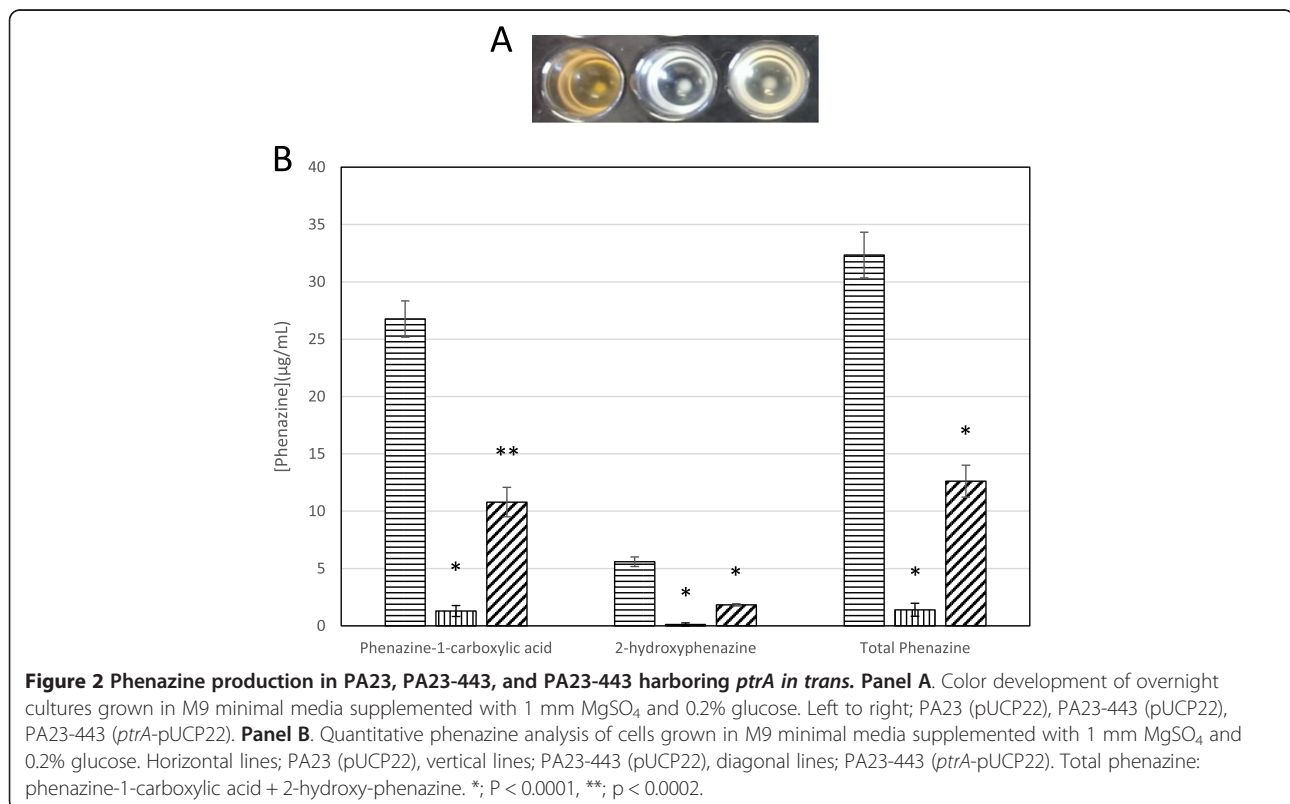 A
B
40
35
30
25
20
15
10
5
0
[Phenazine](µg/mL)
*
**
*
*
*
*
Phenazine-1-carboxylic acid
2-hydroxyphenazine
Total Phenazine
Figure 2 Phenazine production in PA23, PA23-443, and PA23-443 harboring ptrA in trans. Panel A. Color development of overnight
cultures grown in M9 minimal media supplemented with 1 mm MgSO₄ and 0.2% glucose. Left to right; PA23 (pUCP22), PA23-443 (pUCP22),
PA23-443 (ptrA-pUCP22). Panel B. Quantitative phenazine analysis of cells grown in M9 minimal media supplemented with 1 mm MgSO₄ and
0.2% glucose. Horizontal lines; PA23 (pUCP22), vertical lines; PA23-443 (pUCP22), diagonal lines; PA23-443 (ptrA-pUCP22). Total phenazine:
phenazine-1-carboxylic acid + 2-hydroxy-phenazine. *; P < 0.0001, **; p < 0.0002.